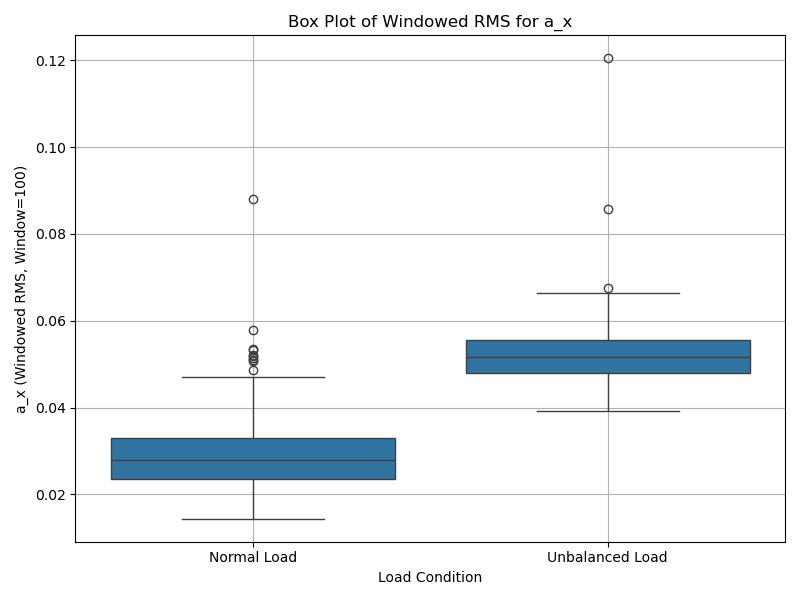 Box Plot of Windowed RMS for a_x
a_x (Windowed RMS, Window=100)
0.12
0.10
0.08
0.06
0.04
0.02
Normal Load
Unbalanced Load
Load Condition